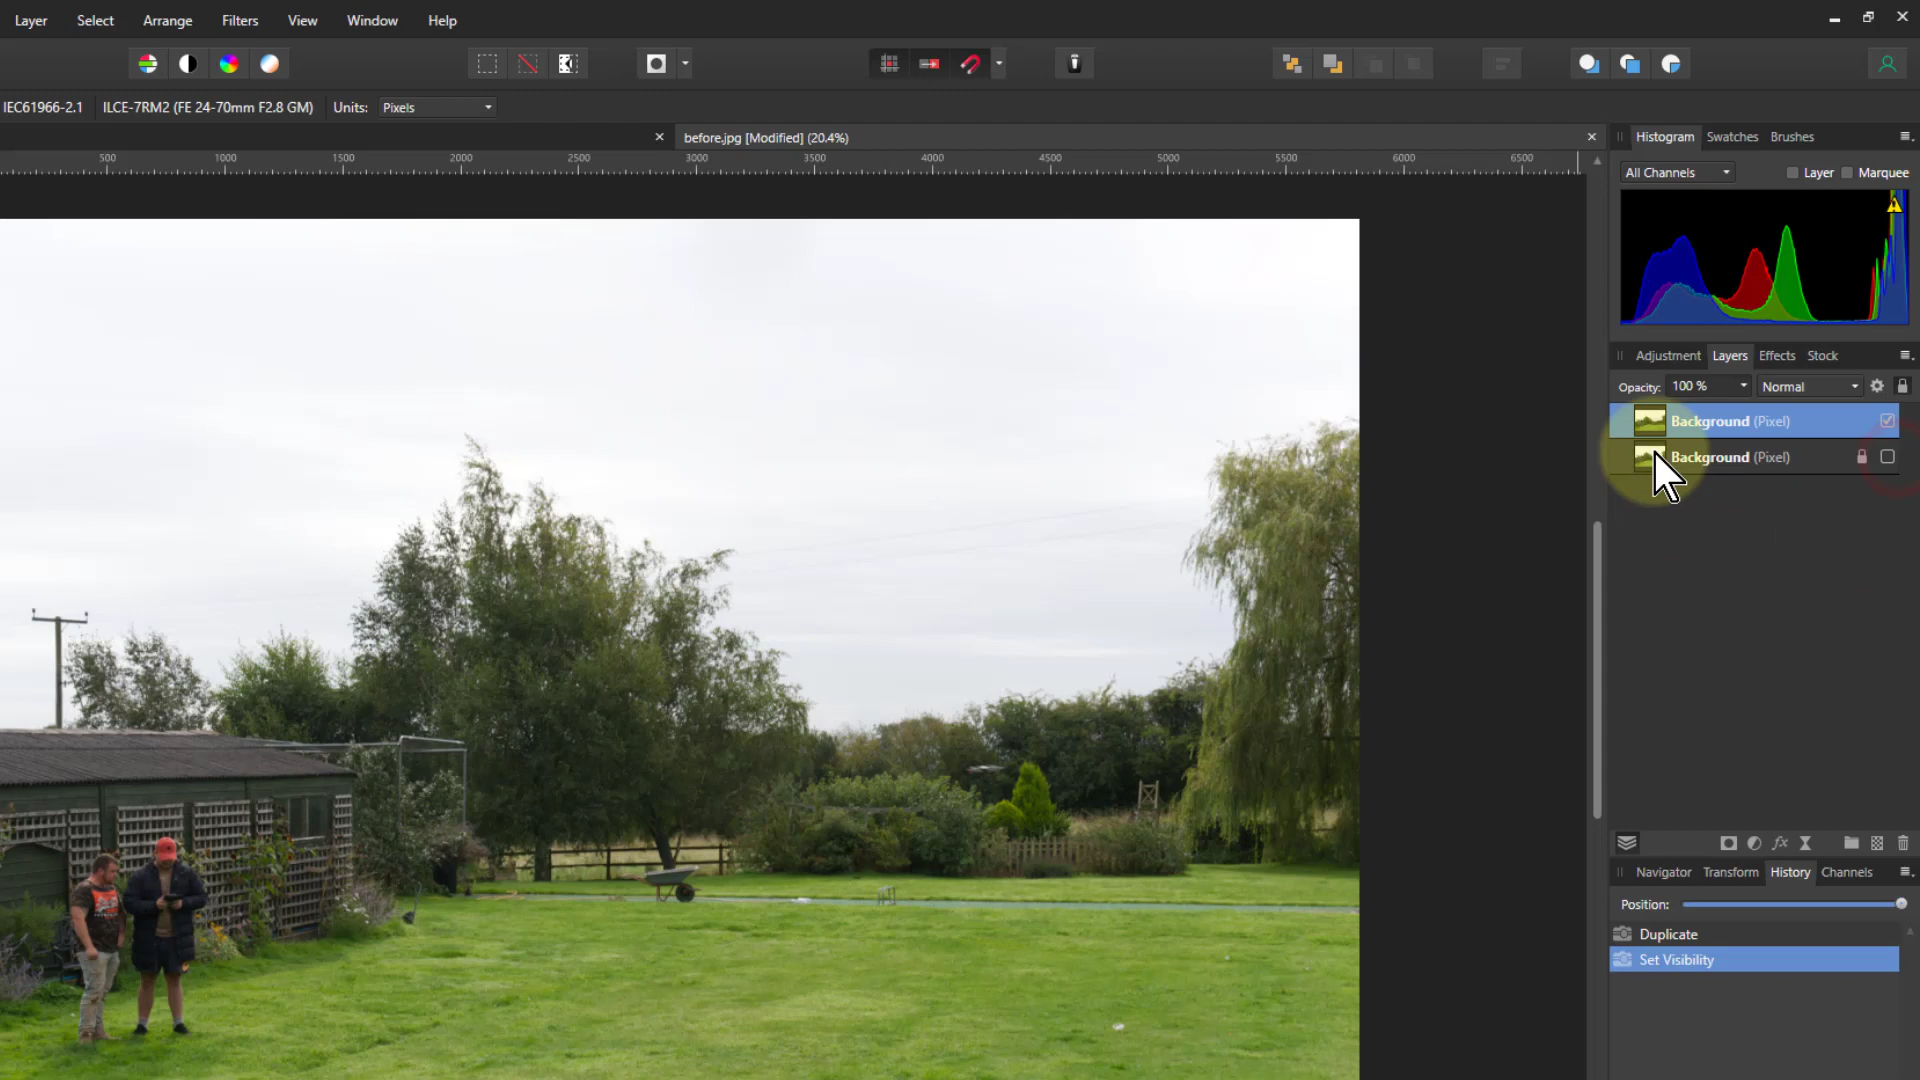 Layer Select Arrange Filters View Window Help
IEC61966-2.1 ILCE-7RM2 (FE 24-70mm F2.8 GM) Units: Pixels
before.jpg [Modified] (20.4%)
500 1000 1500 2000 2500 3000 3500 4000 4500 5000 5500 6000 6500
Histogram Swatches Brushes
All Channels Layer Marquee
Adjustment Layers Effects Stock
Opacity: 100 % Normal
Background (Pixel)
Background (Pixel)
Navigator Transform History Channels
Position:
Duplicate
Set Visibility